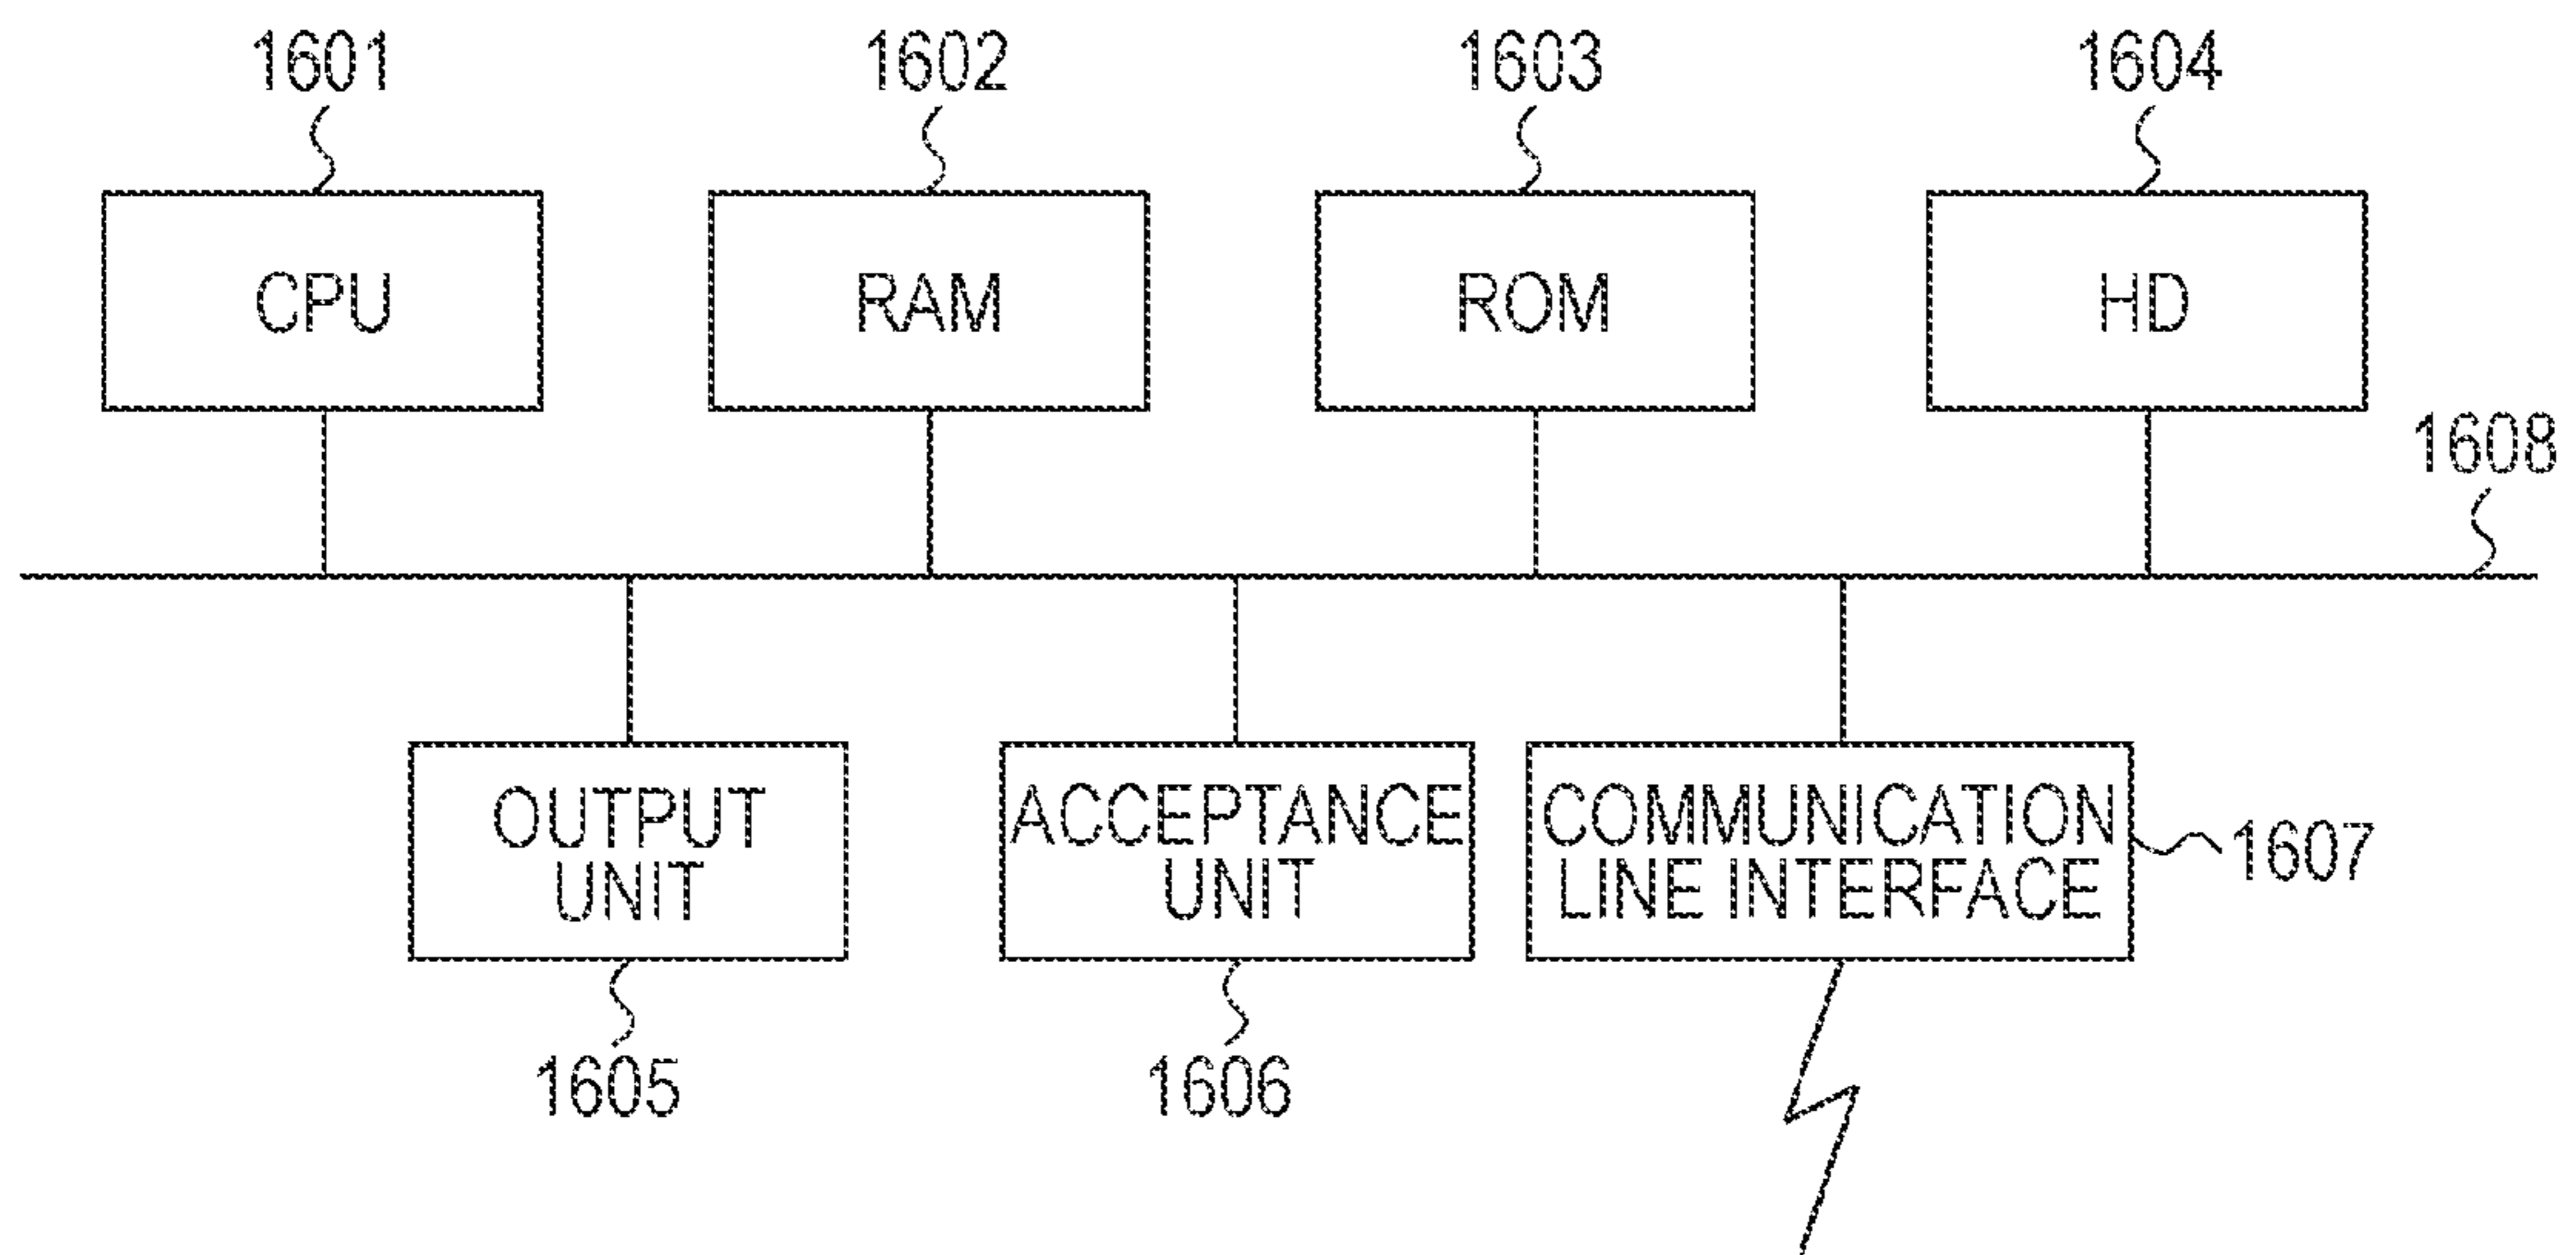 1601
1602
1603
1604
CPU
RAM
ROM
HD
1608
OUTPUT
UNIT
ACCEPTANCE
UNIT
COMMUNICATION
LINE INTERFACE
1607
1605
1606